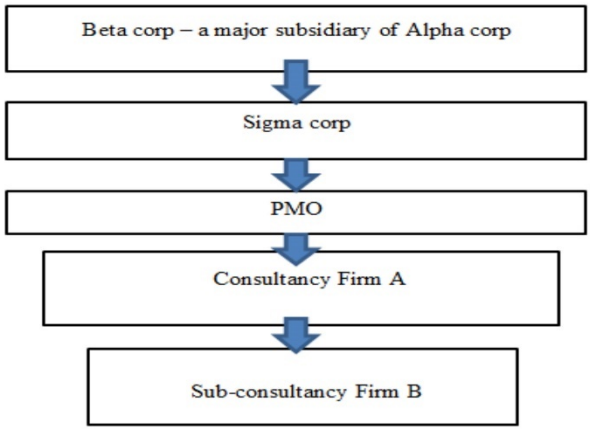 Beta corp – a major subsidiary of Alpha corp
Sigma corp
PMO
Consultancy Firm A
Sub-consultancy Firm B